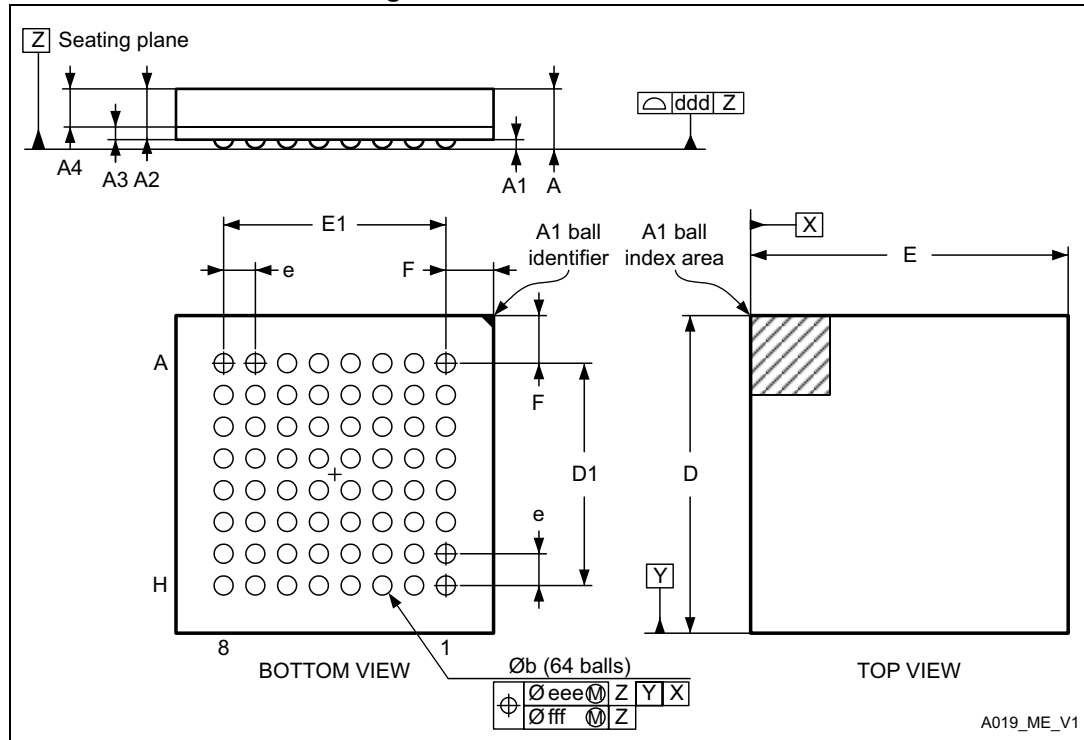 Z Seating plane
ddd Z
A4
A3 A2
A1
A
E1
A1 ball
identifier
A1 ball
index area
X
E
e
F
A
F
D1
D
e
H
Y
8
1
BOTTOM VIEW
Øb (64 balls)
TOP VIEW
Ø eee Ⓜ Z Y X
Ø fff Ⓜ Z
A019_ME_V1